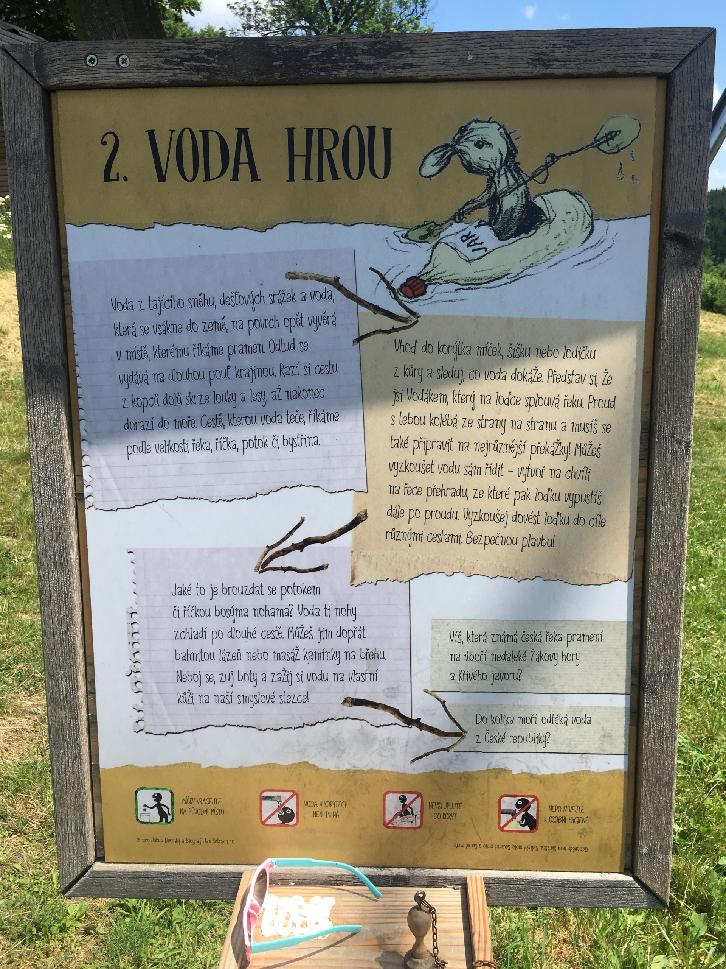 2. VODA HROU
Voda z tajícího sněhu, dešťových srážek a voda,
která se vsákne do země, na povrch opět vyvěrá
v místě, kterému říkáme pramen. Odtud se
vydává na dlouhou pouť krajinou. Razí si cestu
z kopců dolů skrze louky a lesy, až nakonec
dorazí do moře. Cestě, kterou voda teče, říkáme
podle velikosti řeka, říčka, potok či bystřina.
Vhoď do korýtka míček, šišku nebo lodičku
z kůry a sleduj, co voda dokáže. Představ si, že
jsi Vodákem, který na loďce splouvá řeku. Proud
s tebou kolébá ze strany na stranu a musíš se
také připravit na nejrůznější překážky! Můžeš
vyzkoušet vodu sám řídit – vytvoř na chvíli
na řece přehradu, ze které pak loďku vypustíš
dále po proudu. Vyzkoušej dovést loďku do cíle
různými cestami. Bezpečnou plavbu!
Jaké to je brouzdat se potokem
či říčkou bosýma nohama? Voda ti nohy
zchladí po dlouhé cestě. Můžeš jim dopřát
bahnitou lázeň nebo masáž kamínky na břehu.
Neboj se, zuj boty a zažij si vodu na vlastní
kůži na naší smyslové stezce!
Víš, která známá česká řeka pramení
na úbočí nedaleké Žákovy hory
a Křivého javoru?
Do kolika moří odtéká voda
z České republiky?